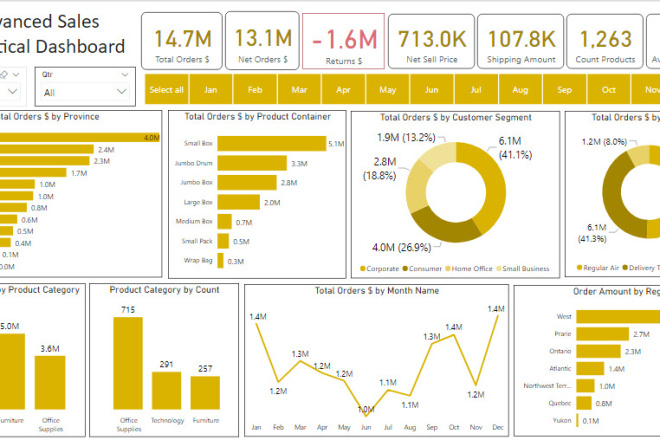 vanced Sales
tical Dashboard
14.7M
Total Orders $
13.1M
Net Orders $
-1.6M
Returns $
713.0K
Net Sell Price
107.8K
Shipping Amount
1,263
Count Products
Av
Qtr
All
Select all Jan Feb Mar Apr May Jun Jul Aug Sep Oct Nov
tal Orders $ by Province
4.0M
2.4M
2.3M
1.7M
1.0M
1.0M
0.8M
0.6M
0.5M
0.4M
0.1M
0.0M
Total Orders $ by Product Container
Small Box 5.1M
Jumbo Drum 3.3M
Jumbo Box 2.8M
Large Box 2.0M
Medium Box 0.7M
Small Pack 0.5M
Wrap Bag 0.3M
Total Orders $ by Customer Segment
1.9M (13.2%)
6.1M
(41.1%)
2.8M
(18.8%)
4.0M (26.9%)
Corporate Consumer Home Office Small Business
Total Orders $ by
1.2M (8.0%)
6.1M
(41.3%)
Regular Air Delivery T
y Product Category
5.0M
3.6M
urniture
Office
Supplies
Product Category by Count
715
291
257
Office
Supplies
Technology
Furniture
Total Orders $ by Month Name
1.4M
1.2M
1.3M
1.2M
1.2M
1.0M
1.1M
1.1M
1.3M
1.4M
1.2M
1.4M
Jan Feb Mar Apr May Jun Jul Aug Sep Oct Nov Dec
Order Amount by Reg
West
Prarie 2.7M
Ontario 2.3M
Atlantic 1.4M
Northwest Terr... 1.0M
Quebec 0.8M
Yukon 0.1M